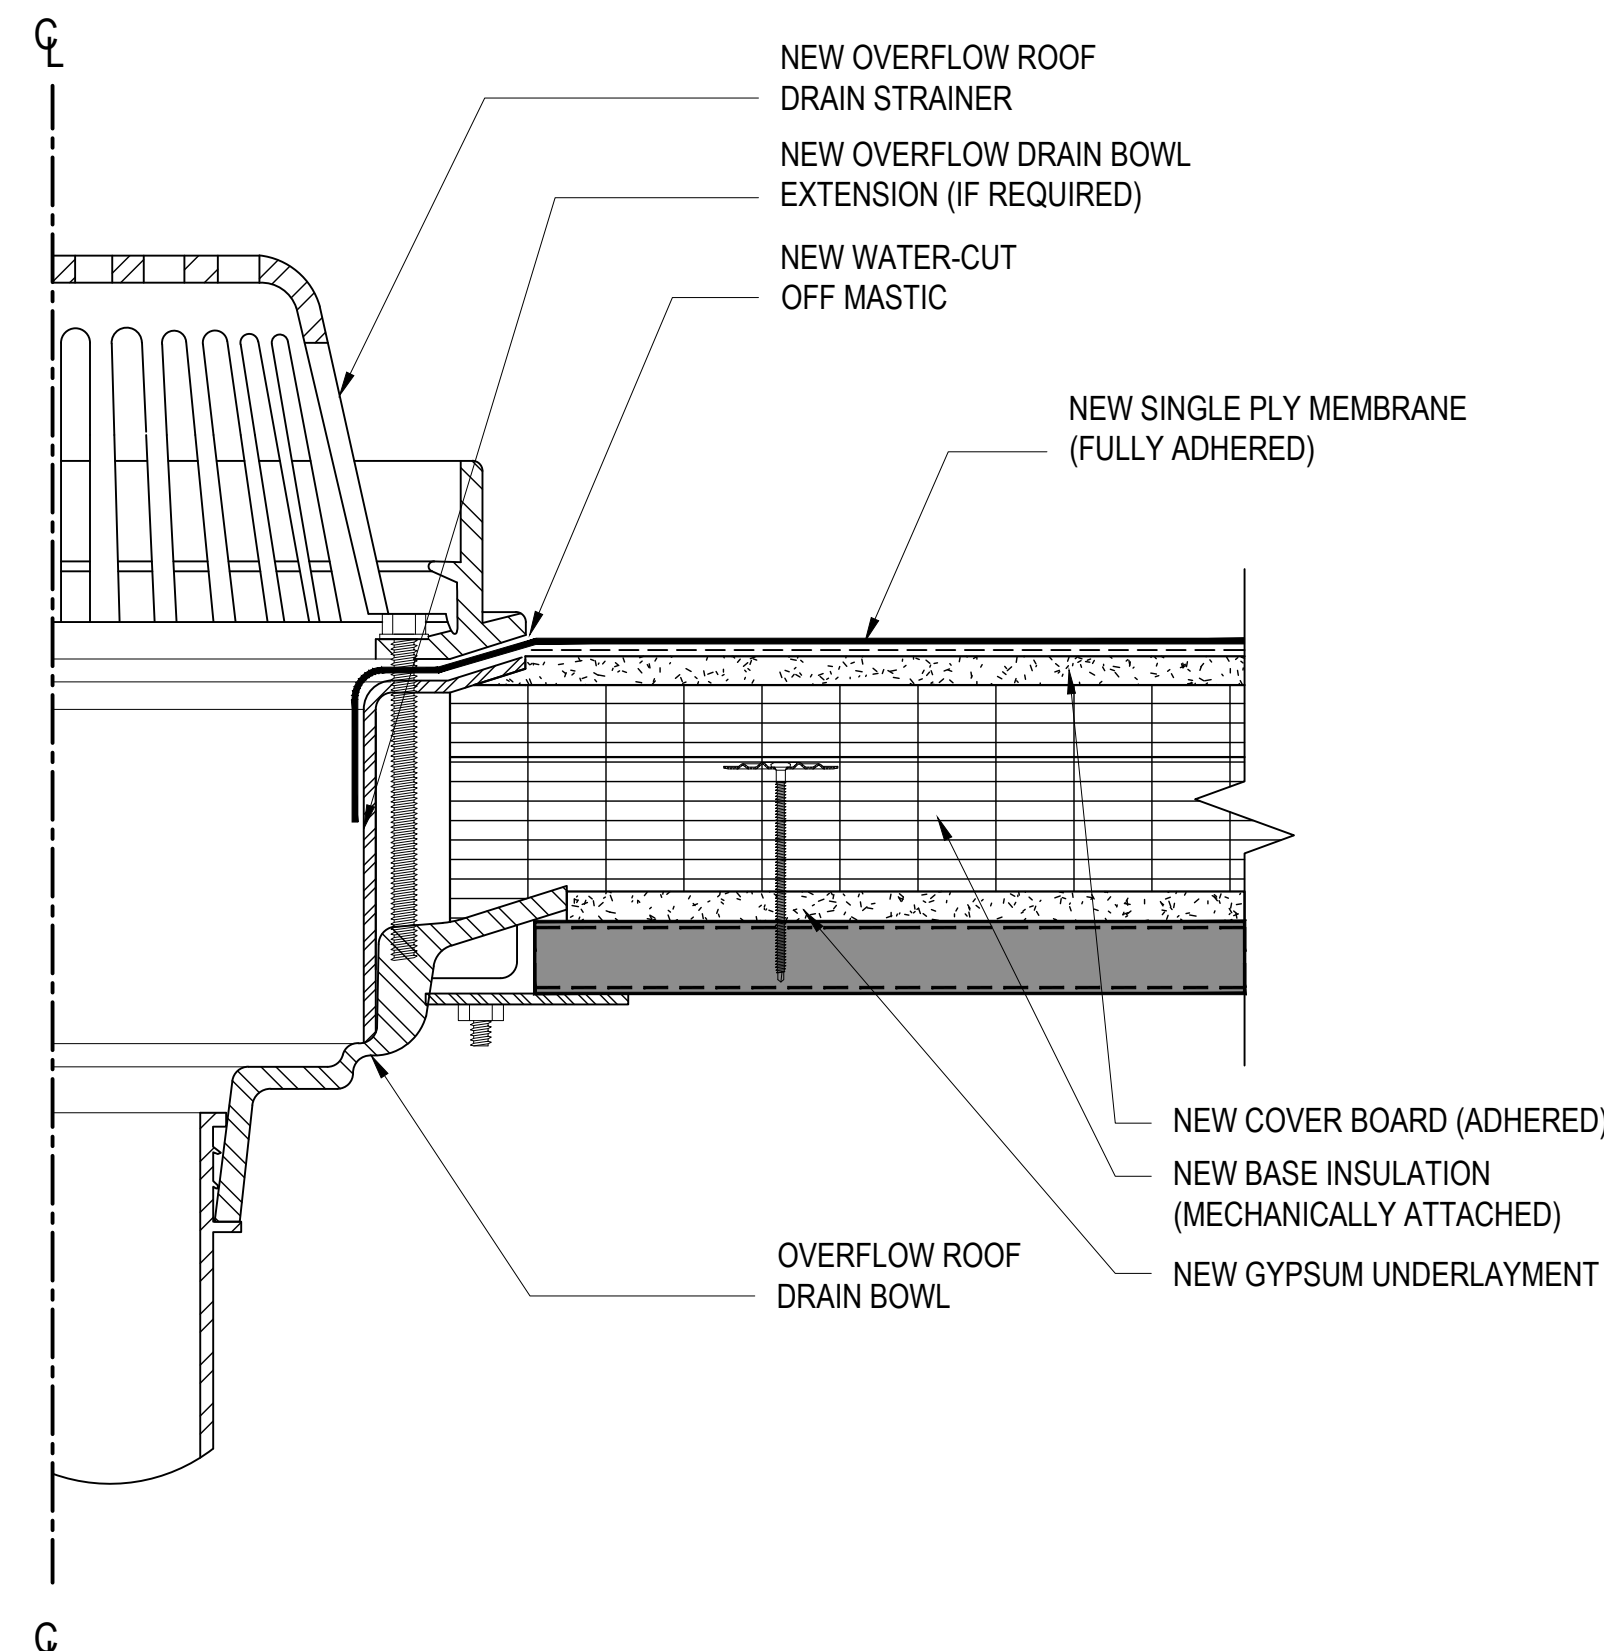 ℄
NEW OVERFLOW ROOF
DRAIN STRAINER
NEW OVERFLOW DRAIN BOWL
EXTENSION (IF REQUIRED)
NEW WATER-CUT
OFF MASTIC
NEW SINGLE PLY MEMBRANE
(FULLY ADHERED)
NEW COVER BOARD (ADHERED)
NEW BASE INSULATION
(MECHANICALLY ATTACHED)
NEW GYPSUM UNDERLAYMENT
OVERFLOW ROOF
DRAIN BOWL
℄